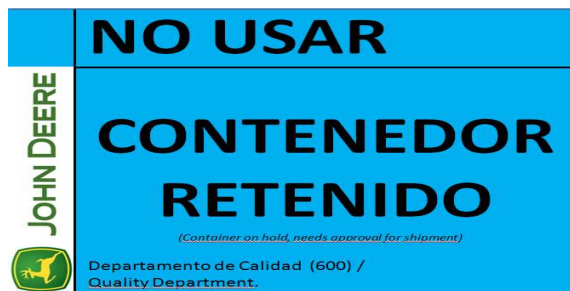 NO USAR
JOHN DEERE
CONTENEDOR
RETENIDO
(Container on hold, needs approval for shipment)
Departamento de Calidad (600) /
Quality Department.